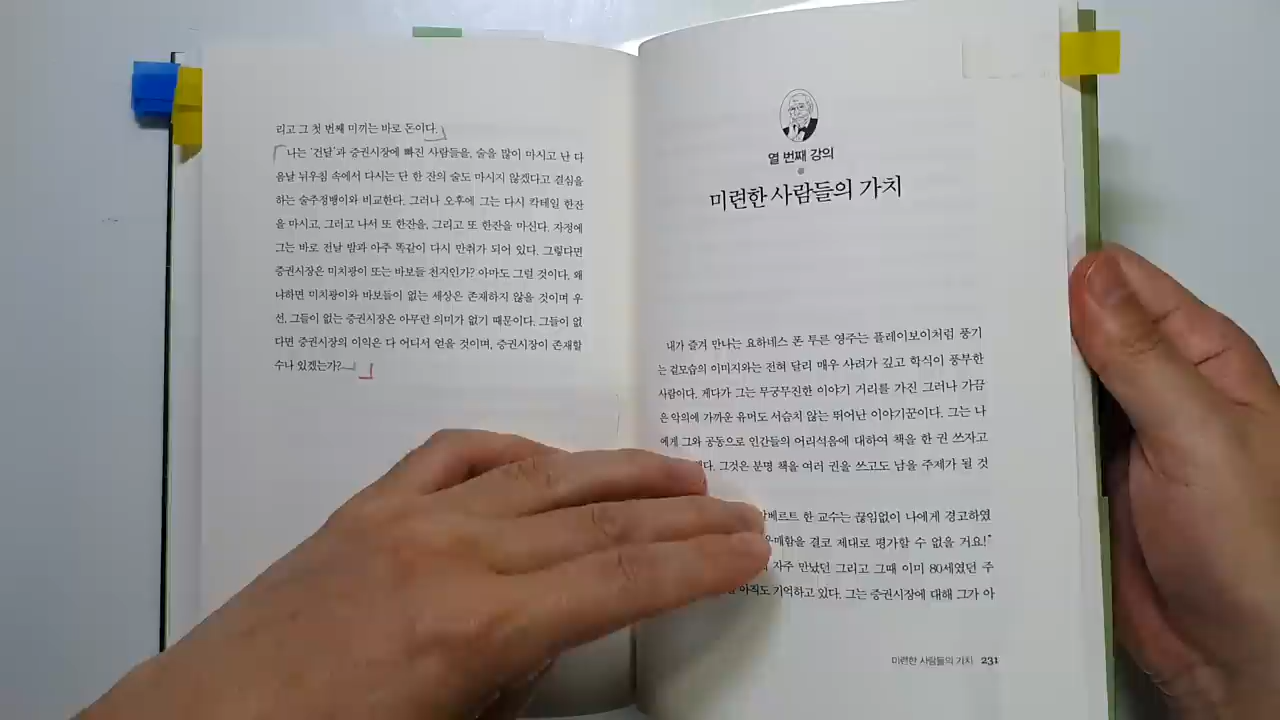 리고 그 첫 번째 미끼는 바로 돈이다.
나는 '건달'과 증권시장에 빠진 사람들을, 술을 많이 마시고 난 다
음날 뉘우침 속에서 다시는 단 한 잔의 술도 마시지 않겠다고 결심을
하는 술주정뱅이와 비교한다. 그러나 오후에 그는 다시 칵테일 한잔
을 마시고, 그러고 나서 또 한잔을, 그리고 또 한잔을 마신다. 자정에
그는 바로 전날 밤과 아주 똑같이 다시 만취가 되어 있다. 그렇다면
증권시장은 미치광이 또는 바보들 천지인가? 아마도 그럴 것이다. 왜
냐하면 미치광이와 바보들이 없는 세상은 존재하지 않을 것이며 우
선, 그들이 없는 증권시장은 아무런 의미가 없기 때문이다. 그들이 없
다면 증권시장의 이익은 다 어디서 얻을 것이며, 증권시장이 존재할
수나 있겠는가?
열 번째 강의
미련한 사람들의 가치
내가 즐겨 만나는 요하네스 폰 투른 영주는 플레이보이처럼 풍기
는 겉모습의 이미지와는 전혀 달리 매우 사려가 깊고 학식이 풍부한
사람이다. 게다가 그는 무궁무진한 이야기 거리를 가진 그러나 가끔
은 악의에 가까운 유머도 서슴치 않는 뛰어난 이야기꾼이다. 그는 나
에게 그와 공동으로 인간들의 어리석음에 대하여 책을 한 권 쓰자고
그것은 분명 책을 여러 권을 쓰고도 남을 주제가 될 것
한 교수는 끊임없이 나에게 경고하였
결코 제대로 평가할 수 없을 거요!"
자주 만났던 그리고 그때 이미 80세였던 주
아직도 기억하고 있다. 그는 증권시장에 대해 그가 아
미련한 사람들의 가치 231